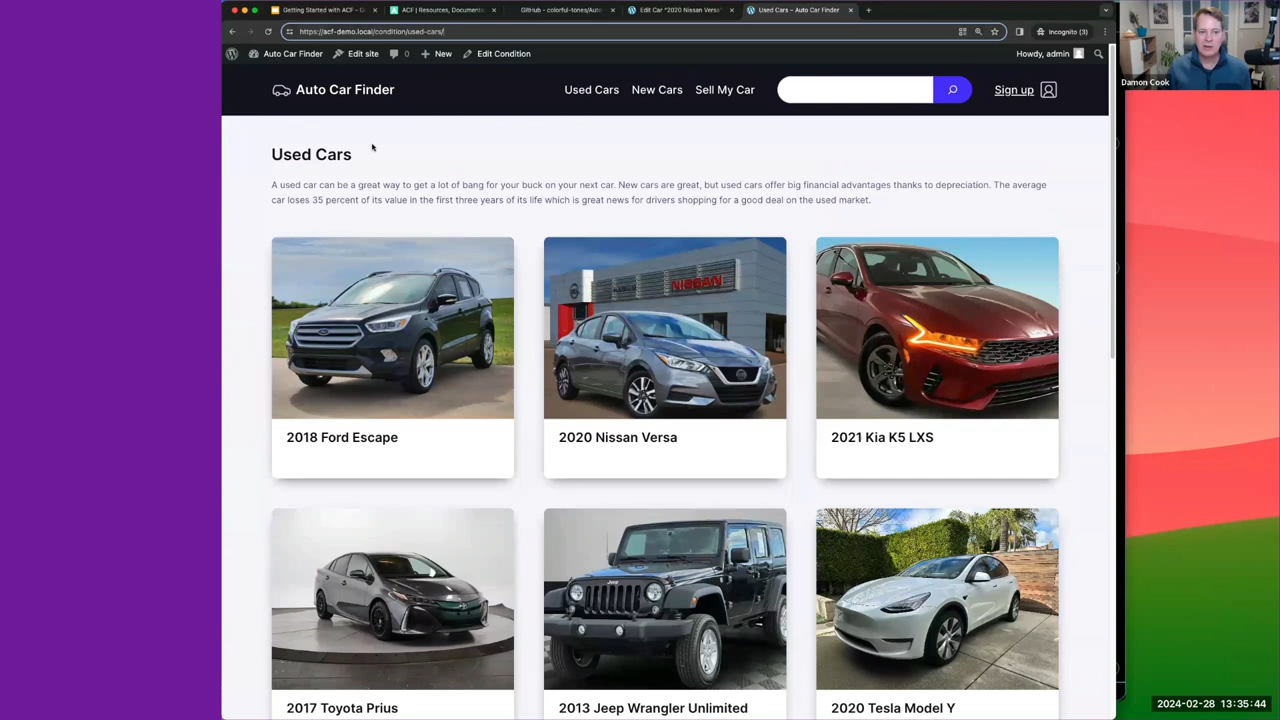 Getting Started with ACF – G
ACF | Resources, Documenta
GitHub - colorful-tones/Auto
Edit Car "2020 Nissan Versa"
Used Cars – Auto Car Finder
https://acf-demo.local/condition/used-cars/
Incognito (3)
Auto Car Finder
Edit site
0
New
Edit Condition
Howdy, admin
Damon Cook
Auto Car Finder
Used Cars
New Cars
Sell My Car
Sign up
Used Cars
A used car can be a great way to get a lot of bang for your buck on your next car. New cars are great, but used cars offer big financial advantages thanks to depreciation. The average
car loses 35 percent of its value in the first three years of its life which is great news for drivers shopping for a good deal on the used market.
NISSAN
2018 Ford Escape
2020 Nissan Versa
2021 Kia K5 LXS
Jeep
2017 Toyota Prius
2013 Jeep Wrangler Unlimited
2020 Tesla Model Y
2024-02-28 13:35:44